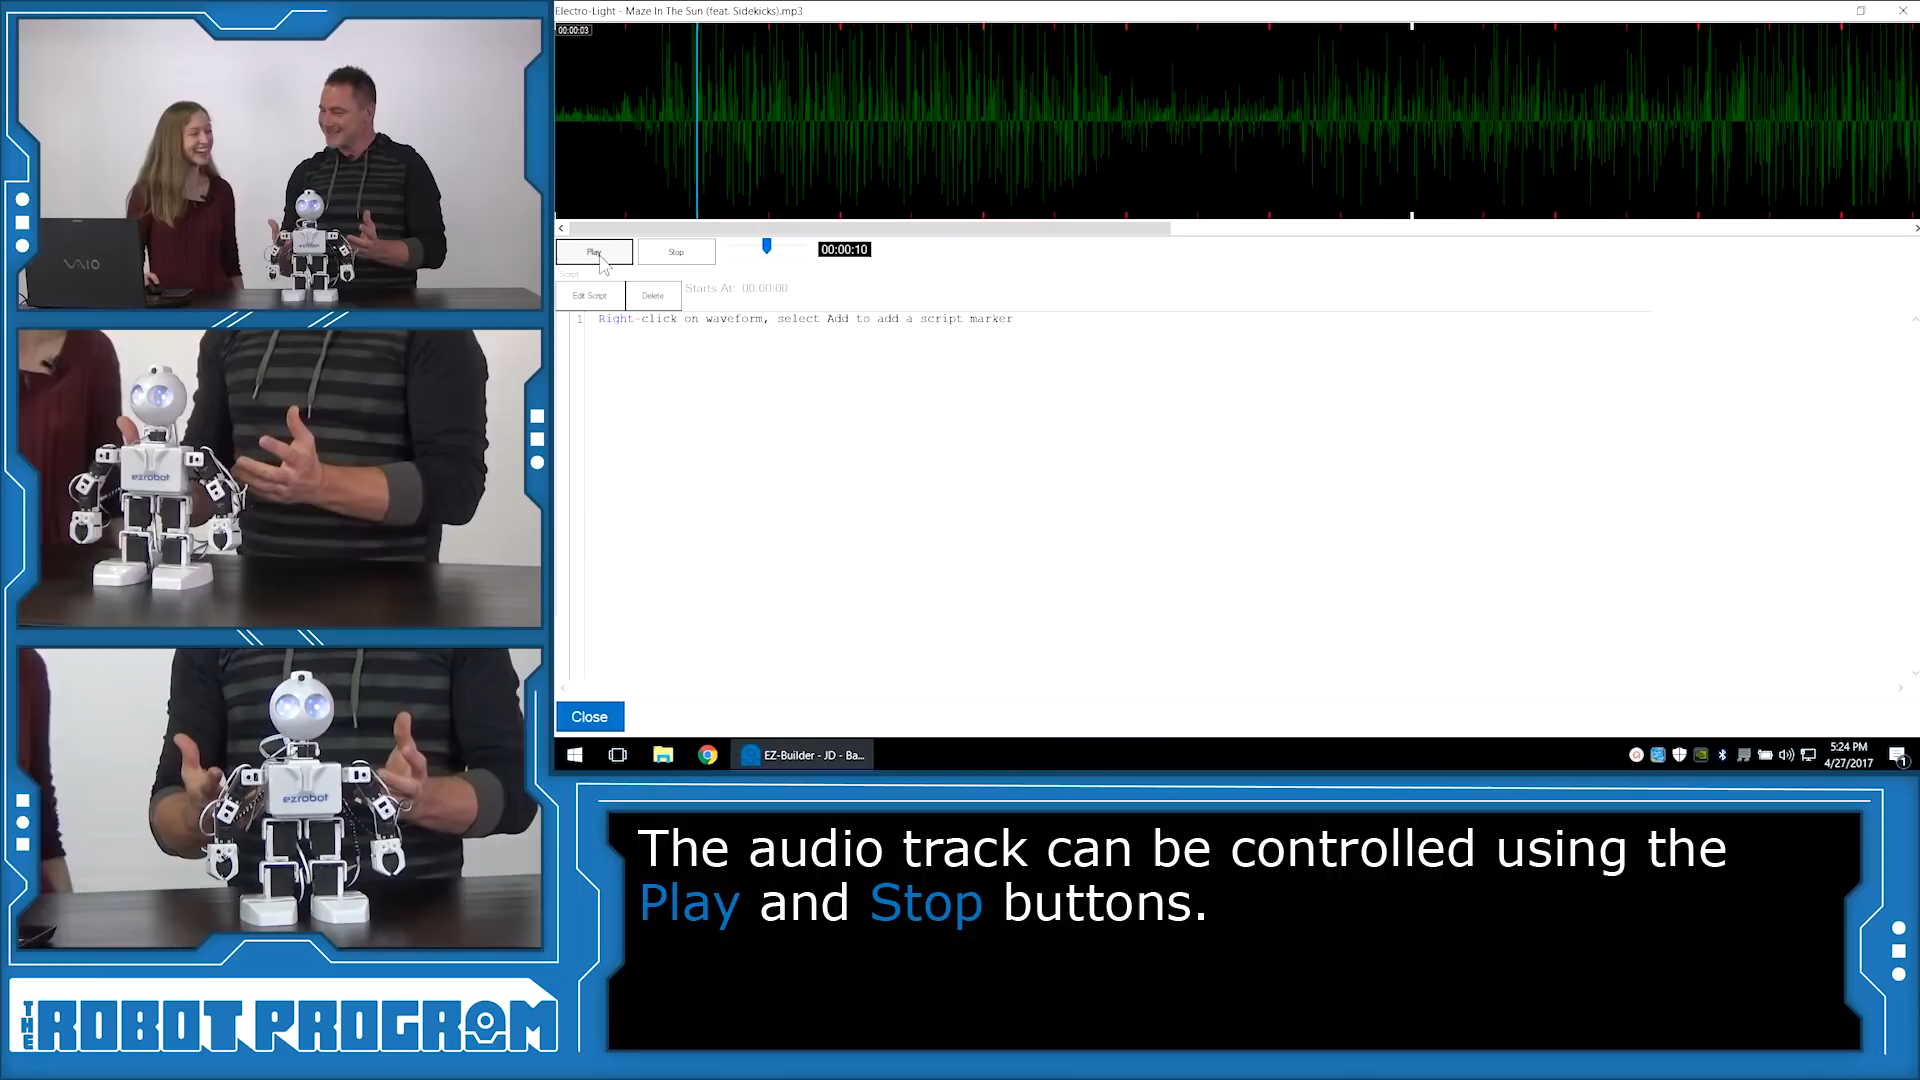 Electro-Light - Maze In The Sun (feat. Sidekicks).mp3
00:00:03
Play
Stop
00:00:10
Script
Edit Script
Delete
Starts At: 00:00:00
1 Right-click on waveform, select Add to add a script marker
Close
EZ-Builder - JD - Ba...
5:24 PM
4/27/2017
1
VAIO
ezrobot
ezrobot
ezrobot
The audio track can be controlled using the
Play and Stop buttons.
THE ROBOT PROGRAM